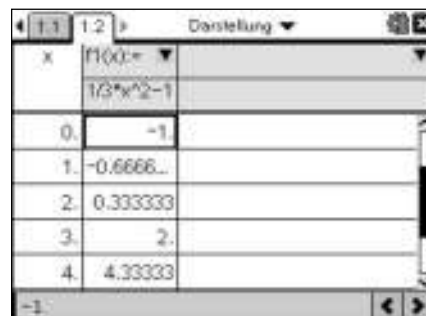 1.1 1.2 Darstellung
x f1(x):=
1/3*x^2-1
0. -1.
1. -0.6666...
2. 0.333333
3. 2.
4. 4.33333
-1.